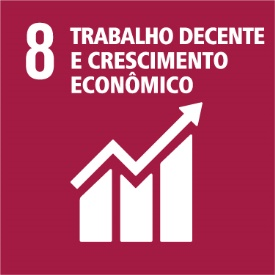 8 TRABALHO DECENTE
E CRESCIMENTO
ECONÔMICO